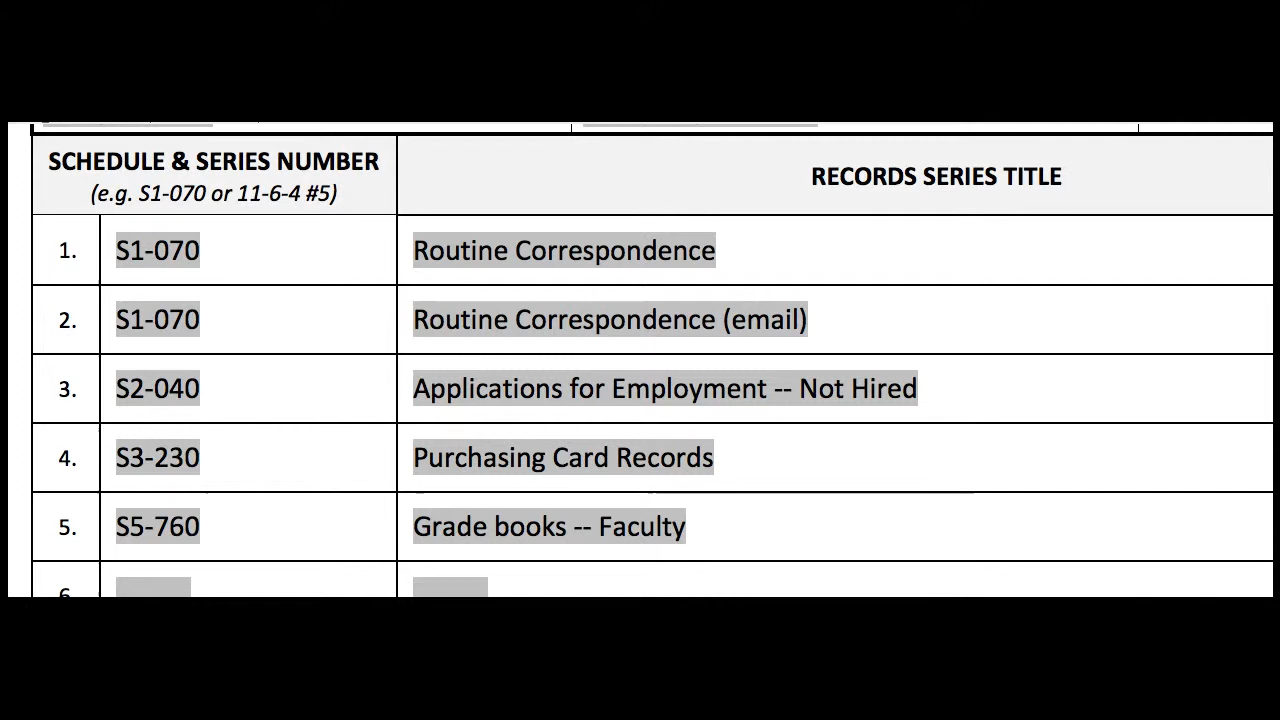 SCHEDULE & SERIES NUMBER
(e.g. S1-070 or 11-6-4 #5)
RECORDS SERIES TITLE
1. S1-070 Routine Correspondence
2. S1-070 Routine Correspondence (email)
3. S2-040 Applications for Employment -- Not Hired
4. S3-230 Purchasing Card Records
5. S5-760 Grade books -- Faculty
6.